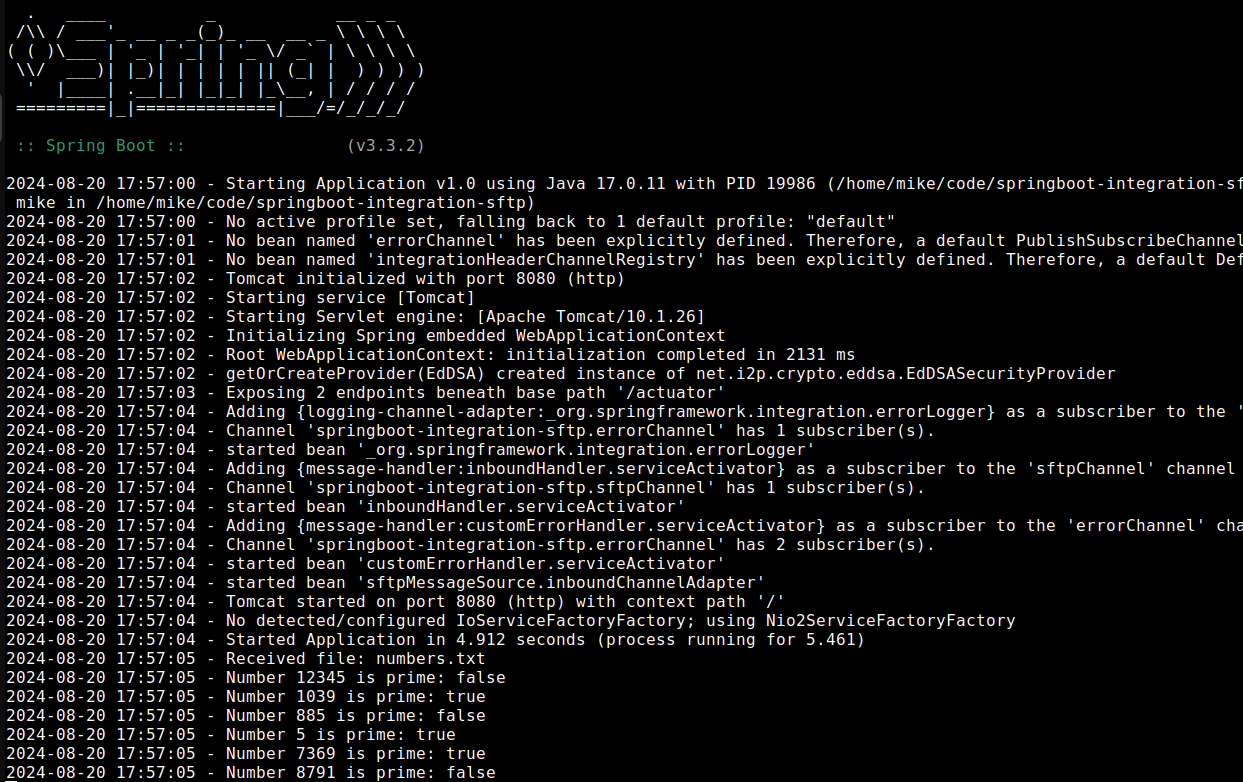 .   ____          _            __ _ _
 /\\ / ___'_ __ _ _(_)_ __  __ _ \ \ \ \
( ( )\___ | '_ | '_| | '_ \/ _` | \ \ \ \
 \\/  ___)| |_)| | | | | || (_| |  ) ) ) )
  '  |____| .__|_| |_|_| |_\__, | / / / /
 =========|_|==============|___/=/_/_/_/
 :: Spring Boot ::                (v3.3.2)
2024-08-20 17:57:00 - Starting Application v1.0 using Java 17.0.11 with PID 19986 (/home/mike/code/springboot-integration-sf
 mike in /home/mike/code/springboot-integration-sftp)
2024-08-20 17:57:00 - No active profile set, falling back to 1 default profile: "default"
2024-08-20 17:57:01 - No bean named 'errorChannel' has been explicitly defined. Therefore, a default PublishSubscribeChannel
2024-08-20 17:57:01 - No bean named 'integrationHeaderChannelRegistry' has been explicitly defined. Therefore, a default Def
2024-08-20 17:57:02 - Tomcat initialized with port 8080 (http)
2024-08-20 17:57:02 - Starting service [Tomcat]
2024-08-20 17:57:02 - Starting Servlet engine: [Apache Tomcat/10.1.26]
2024-08-20 17:57:02 - Initializing Spring embedded WebApplicationContext
2024-08-20 17:57:02 - Root WebApplicationContext: initialization completed in 2131 ms
2024-08-20 17:57:02 - getOrCreateProvider(EdDSA) created instance of net.i2p.crypto.eddsa.EdDSASecurityProvider
2024-08-20 17:57:03 - Exposing 2 endpoints beneath base path '/actuator'
2024-08-20 17:57:04 - Adding {logging-channel-adapter:_org.springframework.integration.errorLogger} as a subscriber to the '
2024-08-20 17:57:04 - Channel 'springboot-integration-sftp.errorChannel' has 1 subscriber(s).
2024-08-20 17:57:04 - started bean '_org.springframework.integration.errorLogger'
2024-08-20 17:57:04 - Adding {message-handler:inboundHandler.serviceActivator} as a subscriber to the 'sftpChannel' channel
2024-08-20 17:57:04 - Channel 'springboot-integration-sftp.sftpChannel' has 1 subscriber(s).
2024-08-20 17:57:04 - started bean 'inboundHandler.serviceActivator'
2024-08-20 17:57:04 - Adding {message-handler:customErrorHandler.serviceActivator} as a subscriber to the 'errorChannel' cha
2024-08-20 17:57:04 - Channel 'springboot-integration-sftp.errorChannel' has 2 subscriber(s).
2024-08-20 17:57:04 - started bean 'customErrorHandler.serviceActivator'
2024-08-20 17:57:04 - started bean 'sftpMessageSource.inboundChannelAdapter'
2024-08-20 17:57:04 - Tomcat started on port 8080 (http) with context path '/'
2024-08-20 17:57:04 - No detected/configured IoServiceFactoryFactory; using Nio2ServiceFactoryFactory
2024-08-20 17:57:04 - Started Application in 4.912 seconds (process running for 5.461)
2024-08-20 17:57:05 - Received file: numbers.txt
2024-08-20 17:57:05 - Number 12345 is prime: false
2024-08-20 17:57:05 - Number 1039 is prime: true
2024-08-20 17:57:05 - Number 885 is prime: false
2024-08-20 17:57:05 - Number 5 is prime: true
2024-08-20 17:57:05 - Number 7369 is prime: true
2024-08-20 17:57:05 - Number 8791 is prime: false